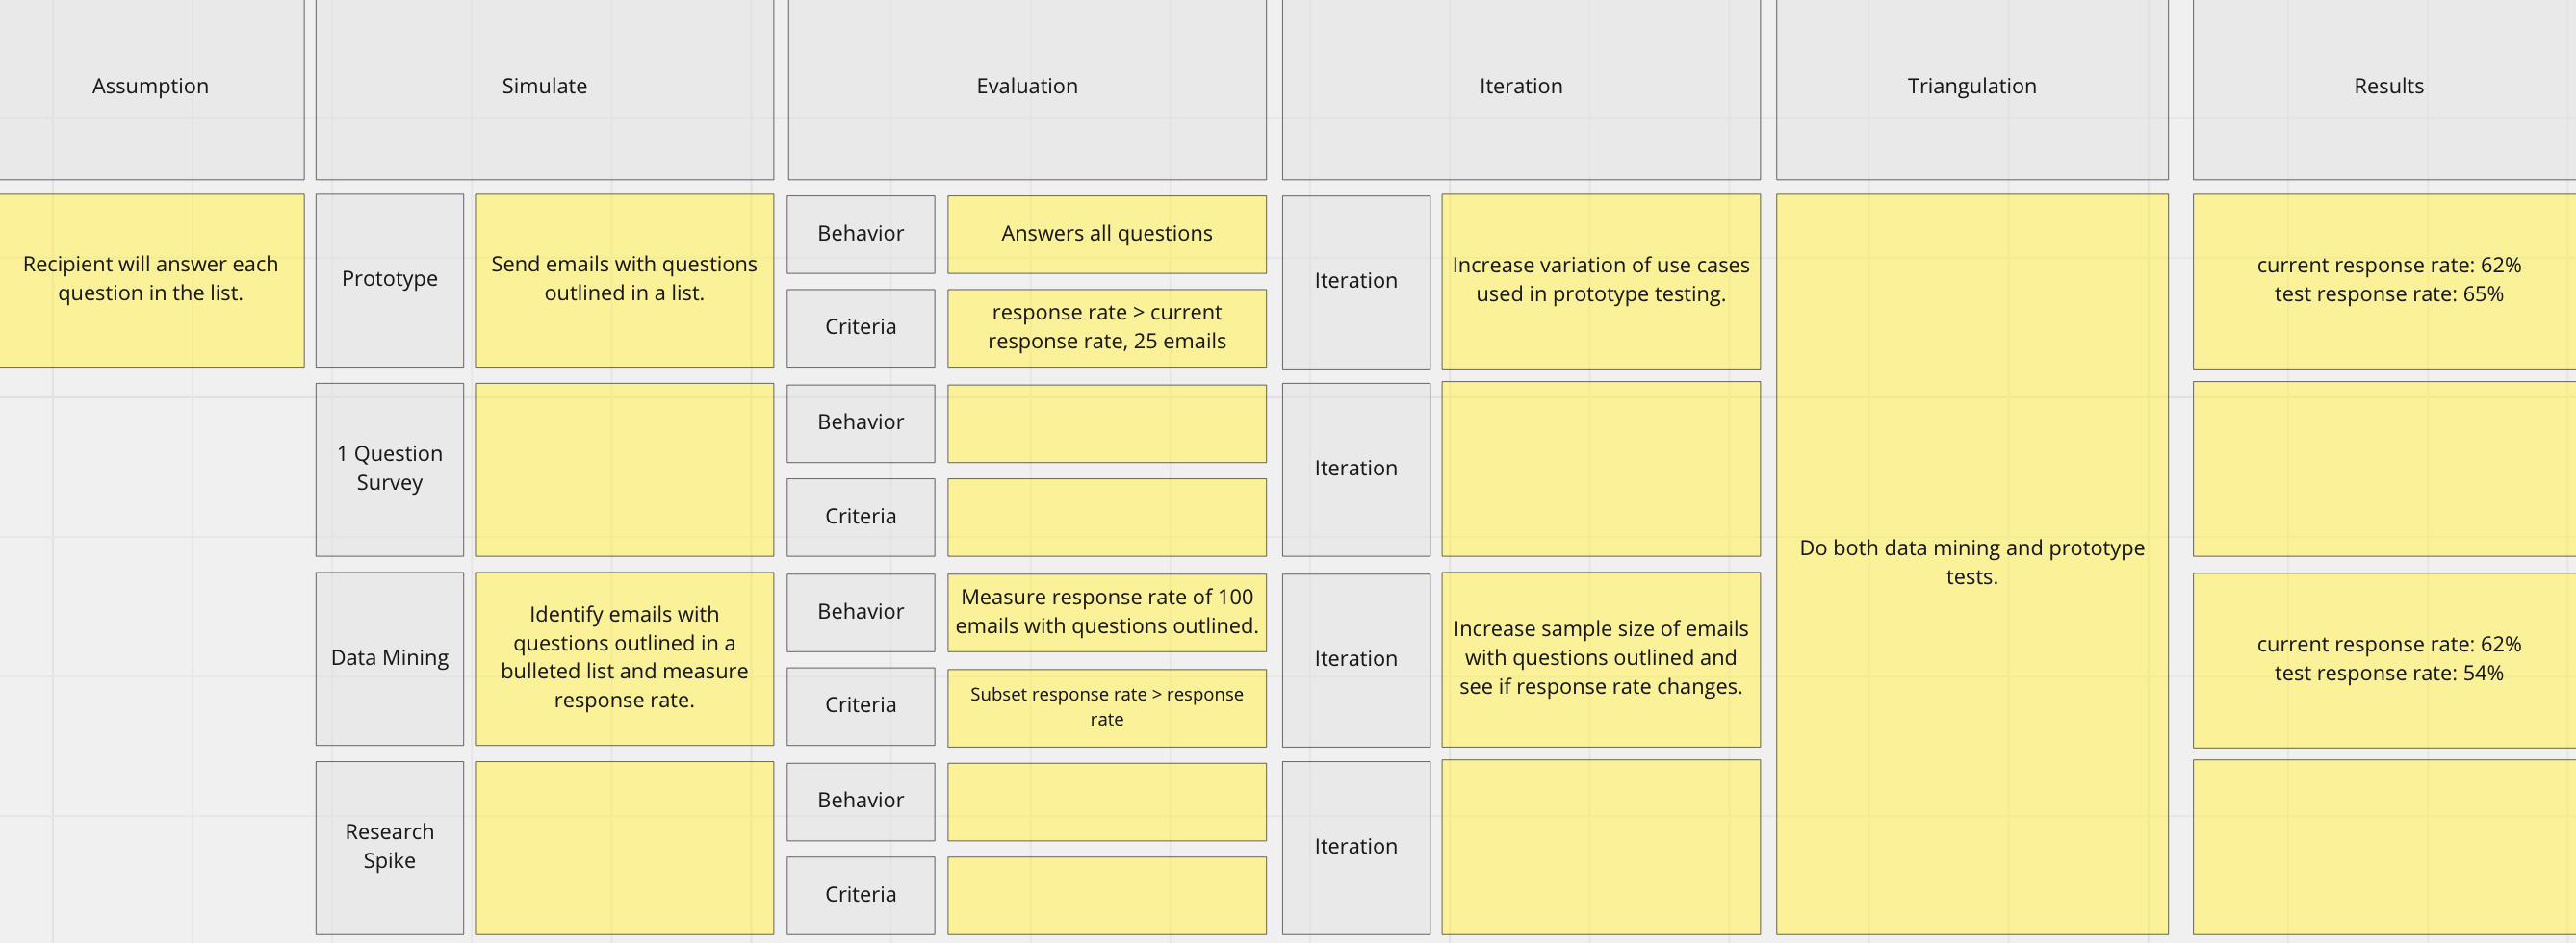 Assumption
Simulate
Evaluation
Iteration
Triangulation
Results
Recipient will answer each
question in the list.
Prototype
Send emails with questions
outlined in a list.
Behavior
Answers all questions
Criteria
response rate > current
response rate, 25 emails
Iteration
Increase variation of use cases
used in prototype testing.
Do both data mining and prototype
tests.
current response rate: 62%
test response rate: 65%
1 Question
Survey
Behavior
Criteria
Iteration
Data Mining
Identify emails with
questions outlined in a
bulleted list and measure
response rate.
Behavior
Measure response rate of 100
emails with questions outlined.
Criteria
Subset response rate > response
rate
Iteration
Increase sample size of emails
with questions outlined and
see if response rate changes.
current response rate: 62%
test response rate: 54%
Research
Spike
Behavior
Criteria
Iteration